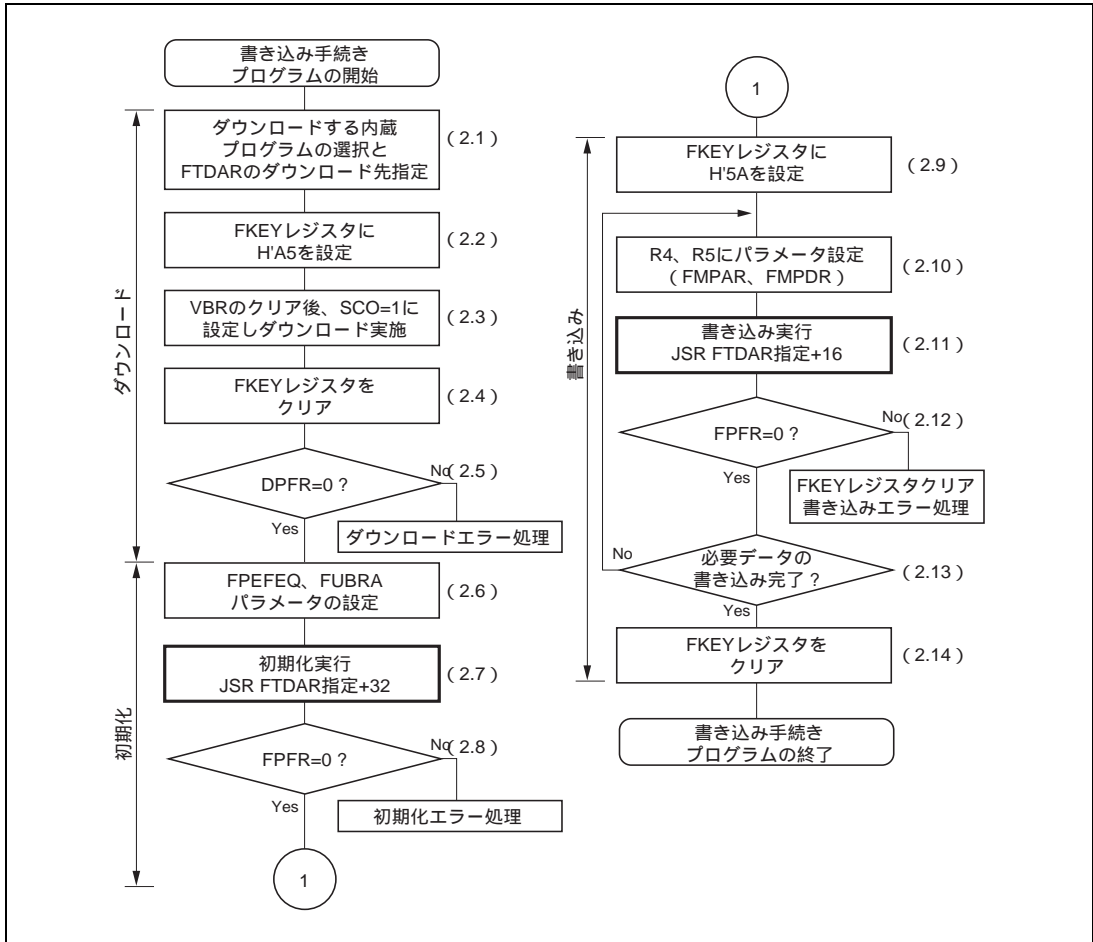 書き込み手続き
プログラムの開始
ダウンロード
ダウンロードする内蔵
プログラムの選択と
FTDARのダウンロード先指定
（2.1）
FKEYレジスタに
H'A5を設定
（2.2）
VBRのクリア後、SCO=1に
設定しダウンロード実施
（2.3）
FKEYレジスタを
クリア
（2.4）
DPFR=0？
No（2.5）
Yes
ダウンロードエラー処理
初期化
FPEFEQ、FUBRA
パラメータの設定
（2.6）
初期化実行
JSR FTDAR指定+32
（2.7）
FPFR=0？
No（2.8）
Yes
初期化エラー処理
1
1
書き込み
FKEYレジスタに
H'5Aを設定
（2.9）
R4、R5にパラメータ設定
（FMPAR、FMPDR）
（2.10）
書き込み実行
JSR FTDAR指定+16
（2.11）
FPFR=0？
No（2.12）
Yes
FKEYレジスタクリア
書き込みエラー処理
No
必要データの
書き込み完了？
（2.13）
Yes
FKEYレジスタを
クリア
（2.14）
書き込み手続き
プログラムの終了